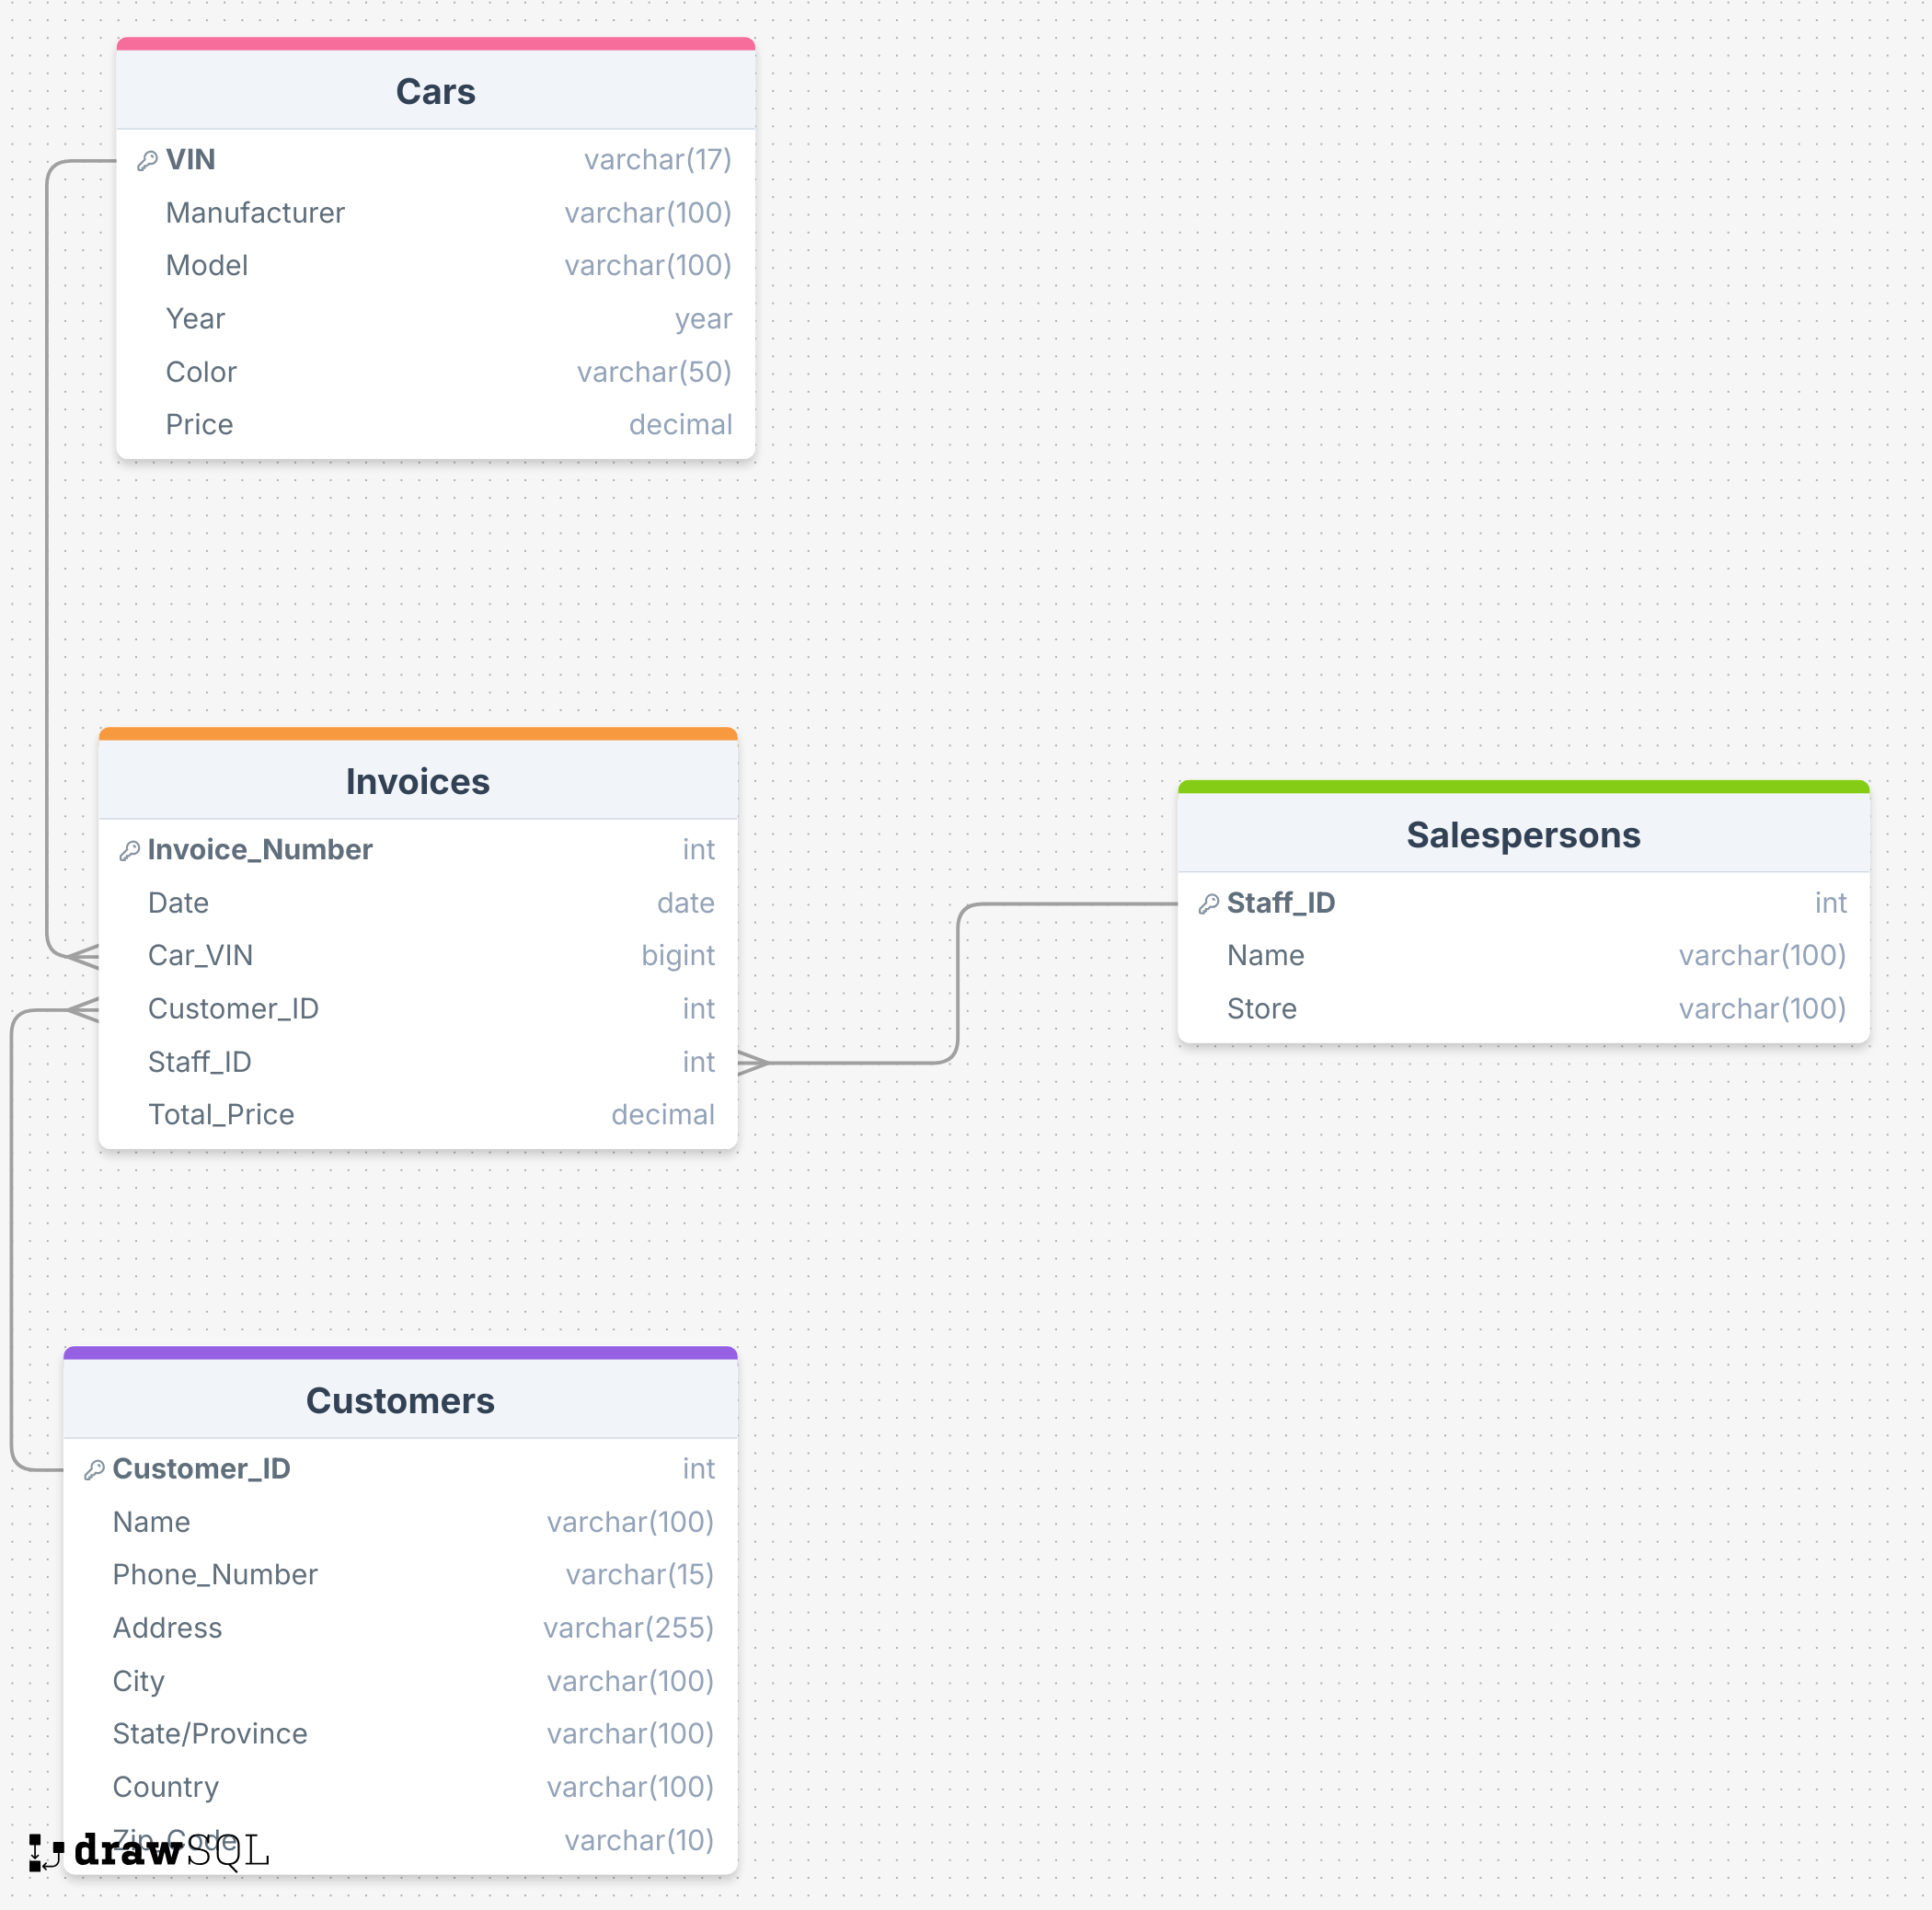 Cars
VIN varchar(17)
Manufacturer varchar(100)
Model varchar(100)
Year year
Color varchar(50)
Price decimal
Invoices
Invoice_Number int
Date date
Car_VIN bigint
Customer_ID int
Staff_ID int
Total_Price decimal
Salespersons
Staff_ID int
Name varchar(100)
Store varchar(100)
Customers
Customer_ID int
Name varchar(100)
Phone_Number varchar(15)
Address varchar(255)
City varchar(100)
State/Province varchar(100)
Country varchar(100)
Zip_Code varchar(10)
drawSQL